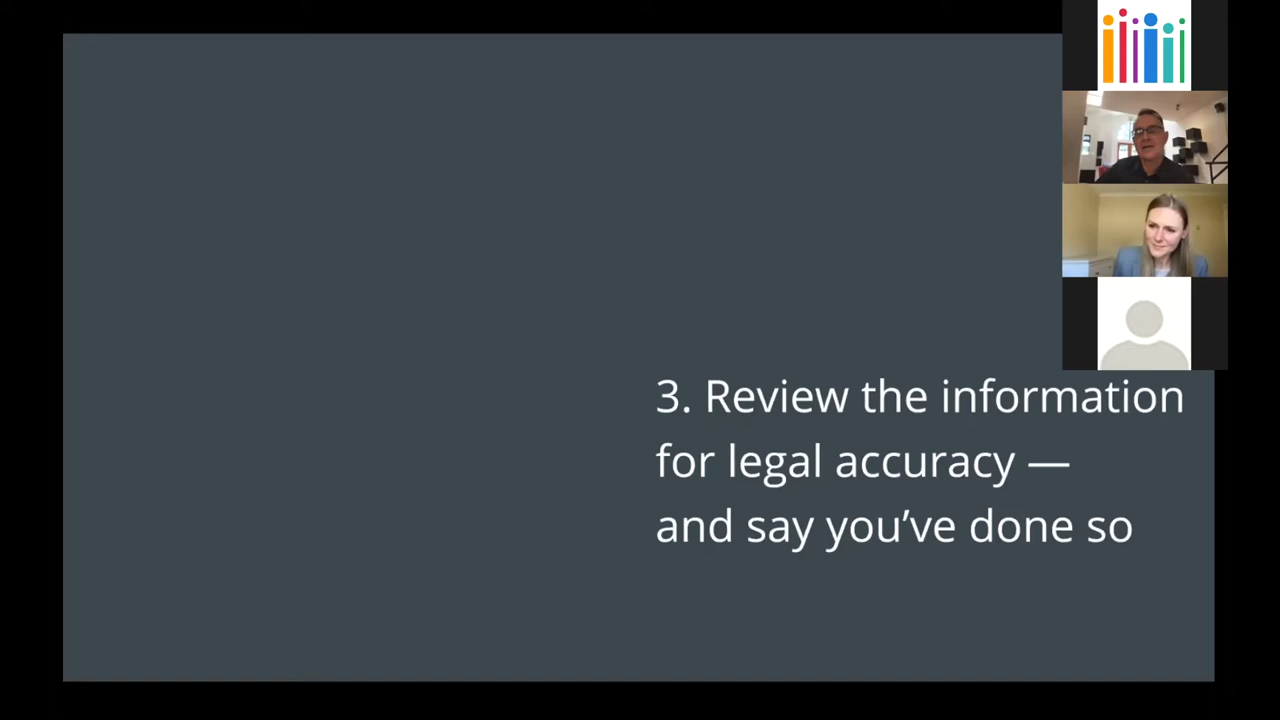 3. Review the information
for legal accuracy —
and say you’ve done so